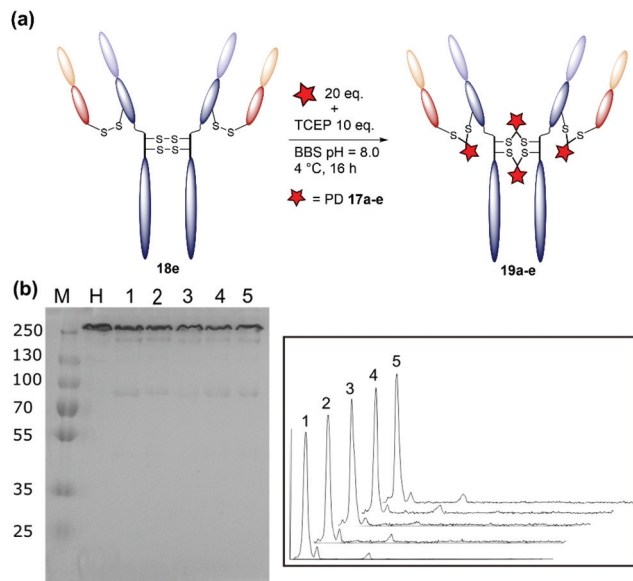 (a)
20 eq.
+
TCEP 10 eq.
BBS pH = 8.0
4 °C, 16 h
= PD 17a-e
S S
S-S
S-S
S S
S S
S S
S S
S S
18e
19a-e
(b)
M H 1 2 3 4 5
250
130
100
70
55
35
25
1 2 3 4 5